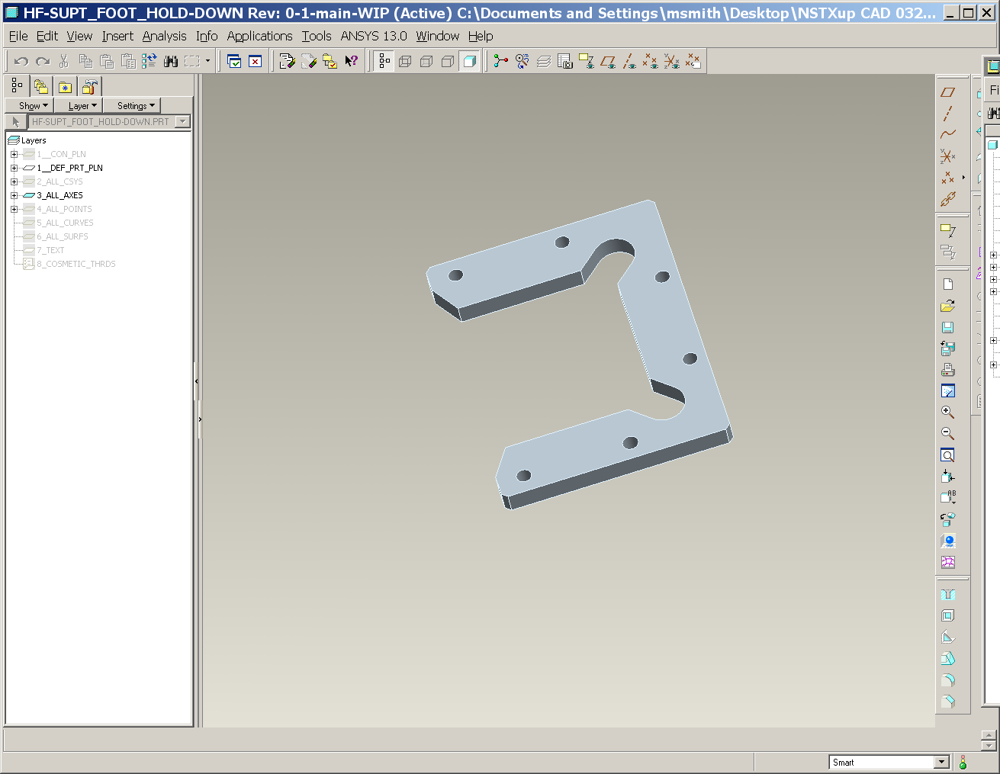 HF-SUPT_FOOT_HOLD-DOWN Rev: 0-1-main-WIP (Active) C:\Documents and Settings\msmith\Desktop\NSTXup CAD 032...
File Edit View Insert Analysis Info Applications Tools ANSYS 13.0 Window Help
Show Layer Settings
HF-SUPT_FOOT_HOLD-DOWN.PRT
Layers
1__CON_PLN
1__DEF_PRT_PLN
2_ALL_CSYS
3_ALL_AXES
4_ALL_POINTS
5_ALL_CURVES
6_ALL_SURFS
7_TEXT
8_COSMETIC_THRDS
Fi
AB
Smart